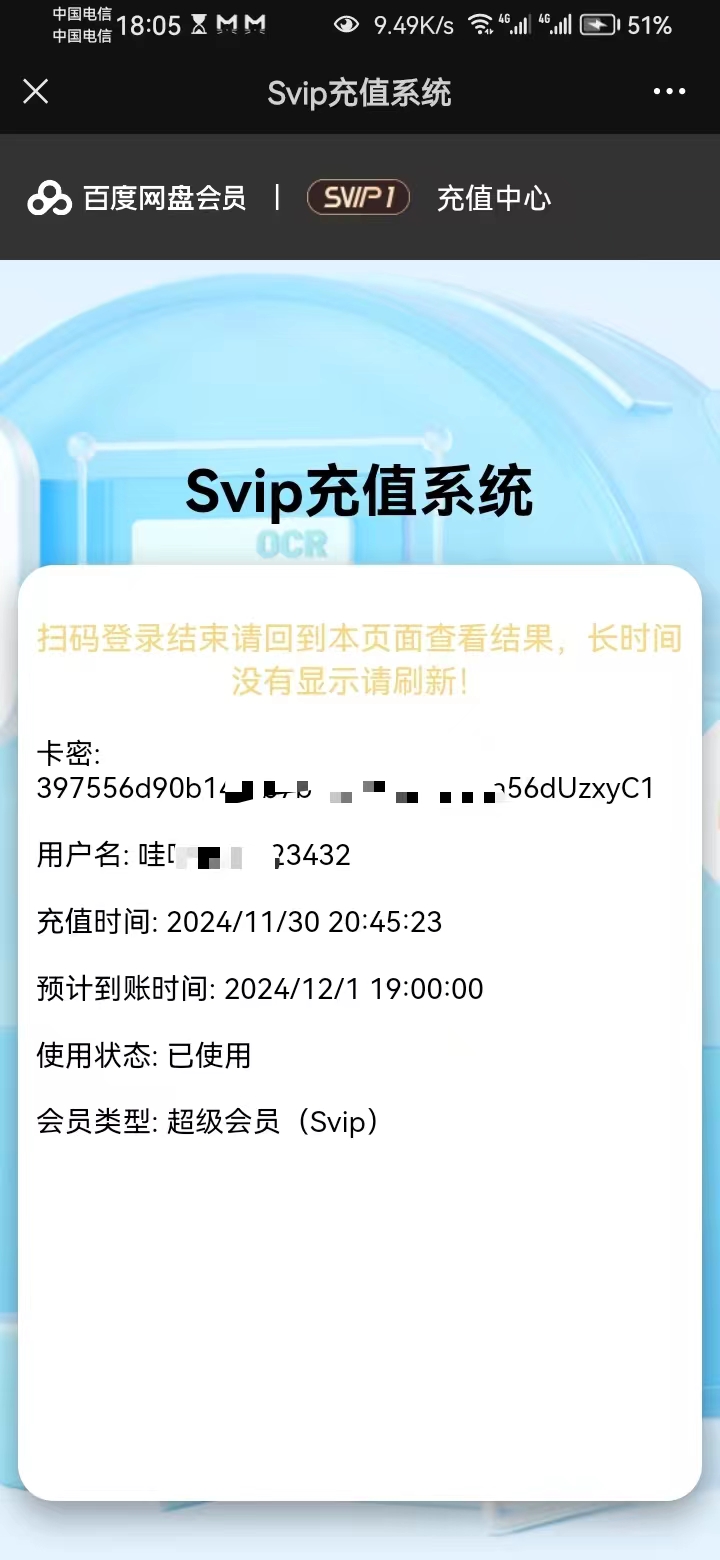 中国电信
中国电信
18:05
9.49K/s
4G
4G
51%
Svip充值系统
百度网盘会员 | SVIP1 充值中心
Svip充值系统
OCR
扫码登录结束请回到本页面查看结果，长时间
没有显示请刷新！
卡密:
397556d90b14 56dUzxyC1
用户名: 哇 23432
充值时间: 2024/11/30 20:45:23
预计到账时间: 2024/12/1 19:00:00
使用状态: 已使用
会员类型: 超级会员（Svip）